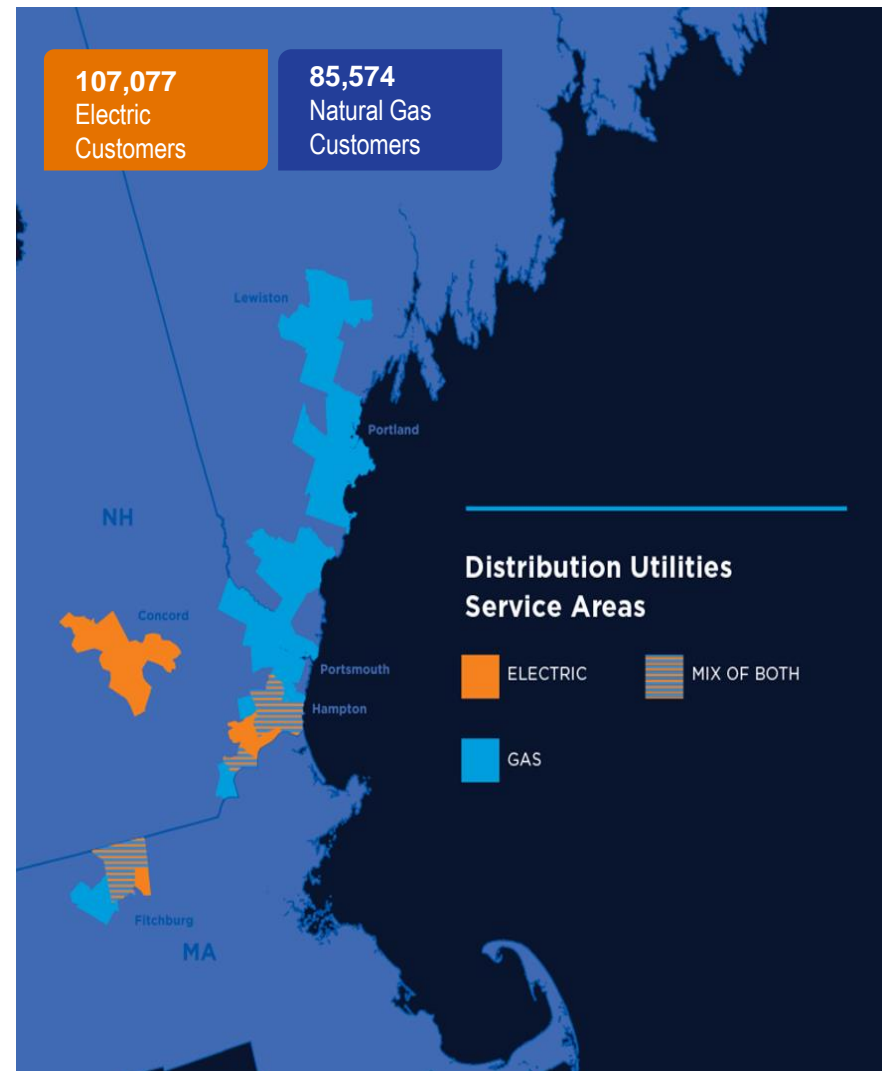 107,077
Electric
Customers
85,574
Natural Gas
Customers
Lewiston
Portland
NH
Concord
Portsmouth
Hampton
Fitchburg
MA
Distribution Utilities
Service Areas
ELECTRIC
MIX OF BOTH
GAS